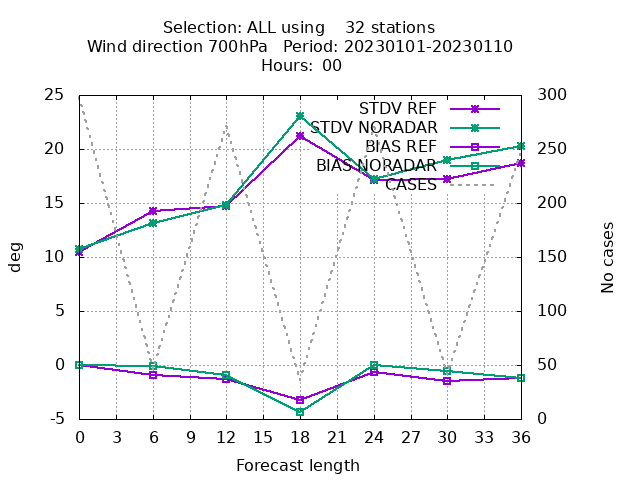 Selection: ALL using    32 stations
Wind direction 700hPa   Period: 20230101-20230110
Hours: 00
25
20
15
10
5
0
-5
300
250
200
150
100
50
0
STDV REF
STDV NORADAR
BIAS REF
BIAS NORADAR
CASES
deg
No cases
0 3 6 9 12 15 18 21 24 27 30 33 36
Forecast length